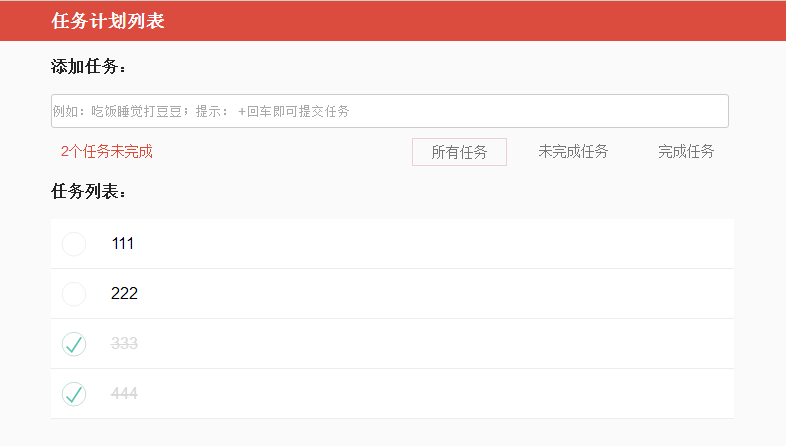 任务计划列表
添加任务：
例如：吃饭睡觉打豆豆；提示： +回车即可提交任务
2个任务未完成 所有任务 未完成任务 完成任务
任务列表：
111
222
333
444